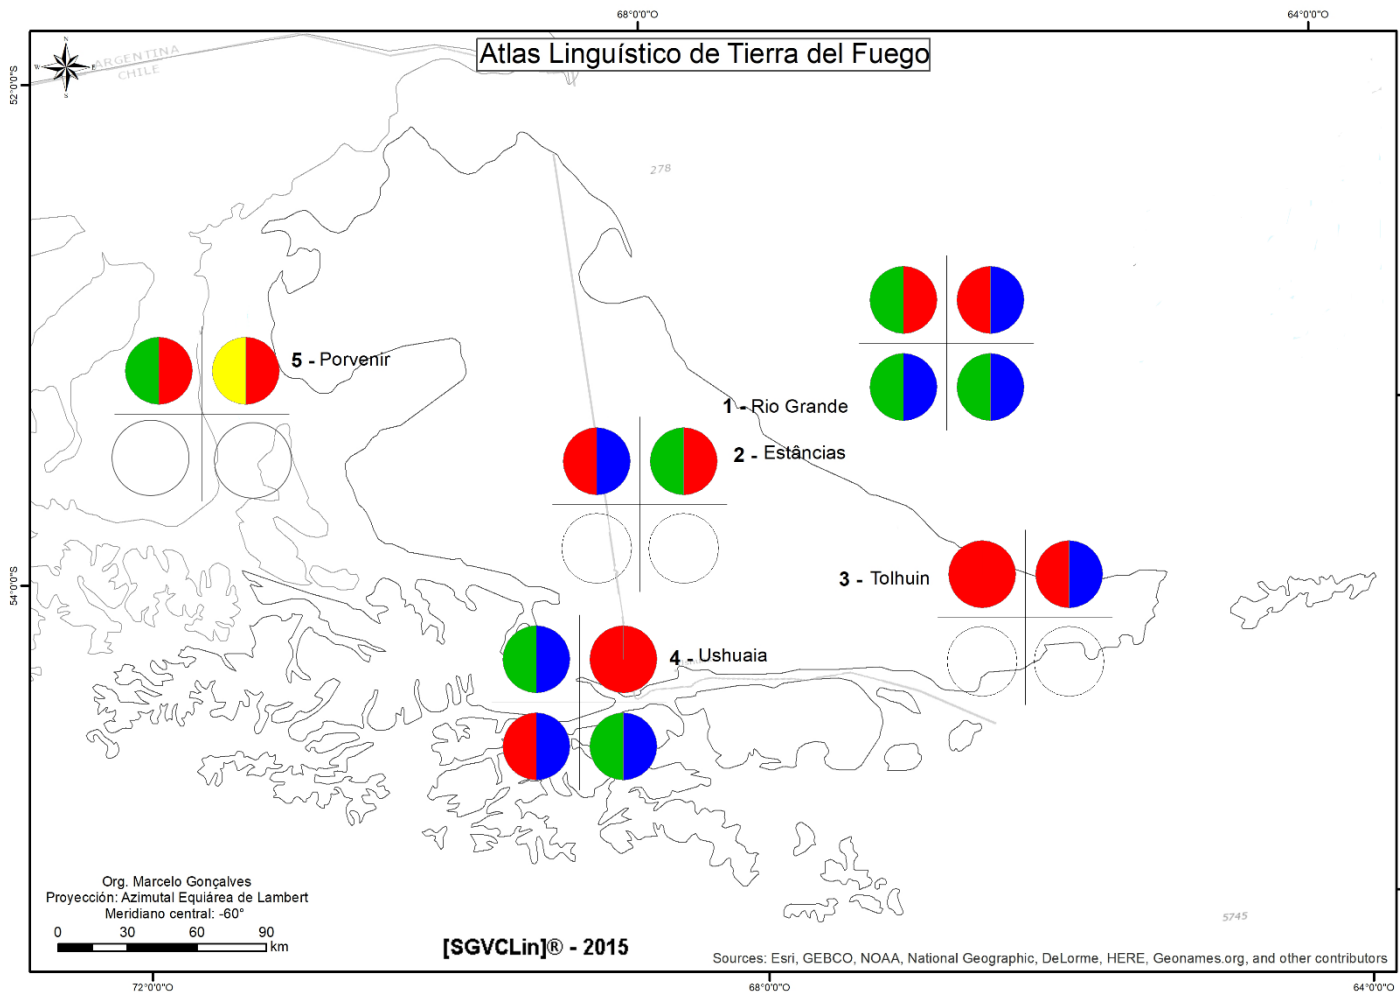 68°0'0"O
64°0'0"O
Atlas Linguístico de Tierra del Fuego
N
W
E
S
ARGENTINA
CHILE
52°0'0"S
278
5 - Porvenir
1 - Rio Grande
2 - Estâncias
3 - Tolhuin
54°0'0"S
4 - Ushuaia
Org. Marcelo Gonçalves
Proyección: Azimutal Equiárea de Lambert
Meridiano central: -60°
0 30 60 90
km
[SGVCLin]® - 2015
5745
Sources: Esri, GEBCO, NOAA, National Geographic, DeLorme, HERE, Geonames.org, and other contributors
72°0'0"O
68°0'0"O
64°0'0"O